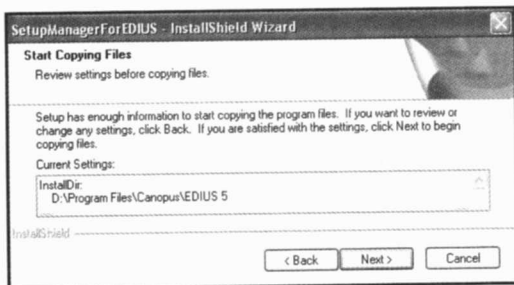 SetupManagerForEDIUS - InstallShield Wizard
Start Copying Files
Review settings before copying files.
Setup has enough information to start copying the program files. If you want to review or
change any settings, click Back. If you are satisfied with the settings, click Next to begin
copying files.
Current Settings:
InstallDir:
D:\Program Files\Canopus\EDIUS 5
InstallShield
< Back
Next >
Cancel